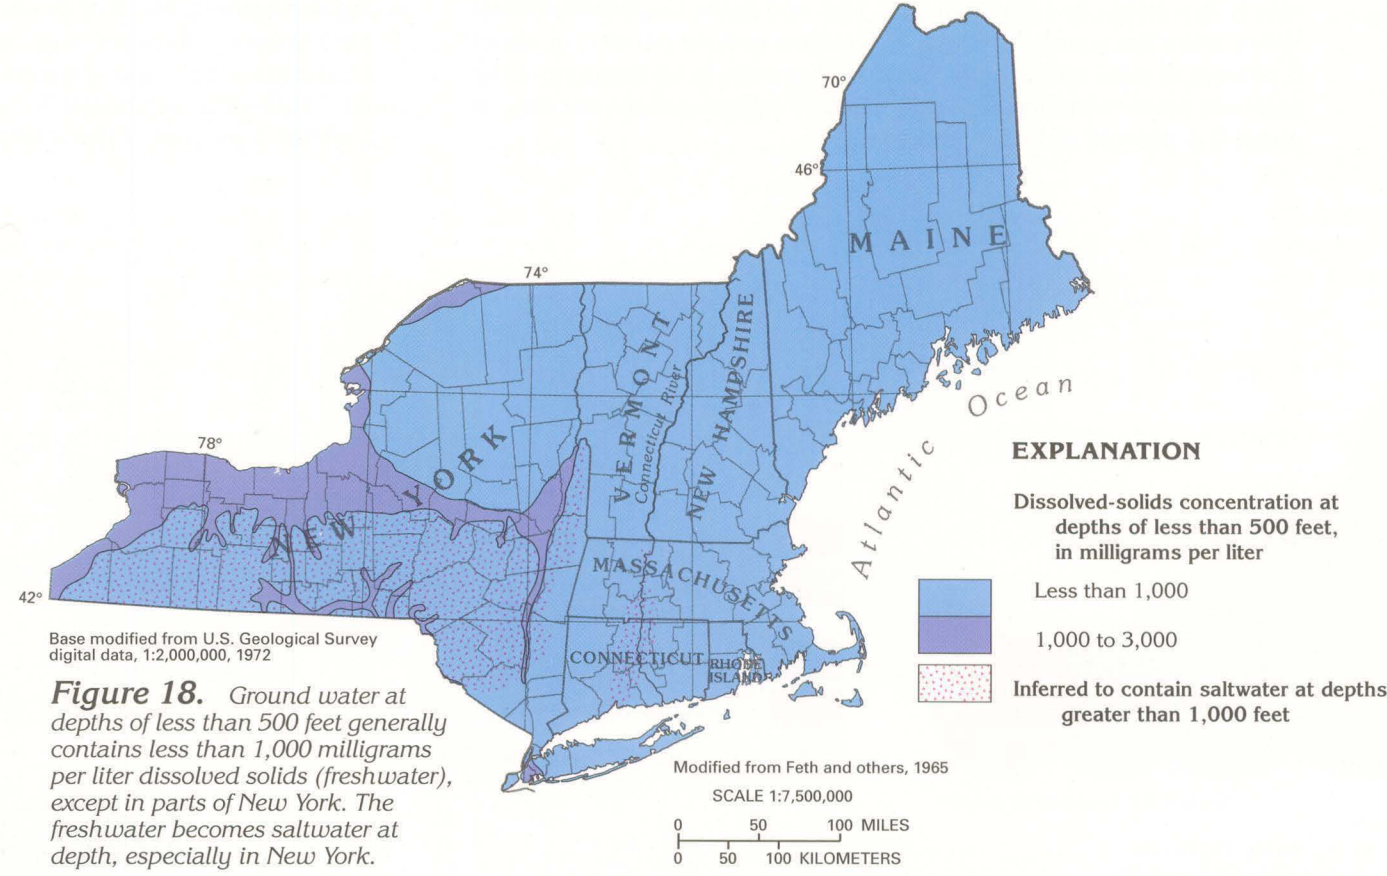 70°
46°
MAINE
74°
VERMONT
Connecticut River
NEW HAMPSHIRE
Atlantic Ocean
78°
NEW YORK
MASSACHUSETTS
CONNECTICUT
RHODE
ISLAND
42°
EXPLANATION
Dissolved-solids concentration at
depths of less than 500 feet,
in milligrams per liter
Less than 1,000
1,000 to 3,000
Inferred to contain saltwater at depths
greater than 1,000 feet
Base modified from U.S. Geological Survey
digital data, 1:2,000,000, 1972
Figure 18. Ground water at
depths of less than 500 feet generally
contains less than 1,000 milligrams
per liter dissolved solids (freshwater),
except in parts of New York. The
freshwater becomes saltwater at
depth, especially in New York.
Modified from Feth and others, 1965
SCALE 1:7,500,000
0 50 100 MILES
0 50 100 KILOMETERS